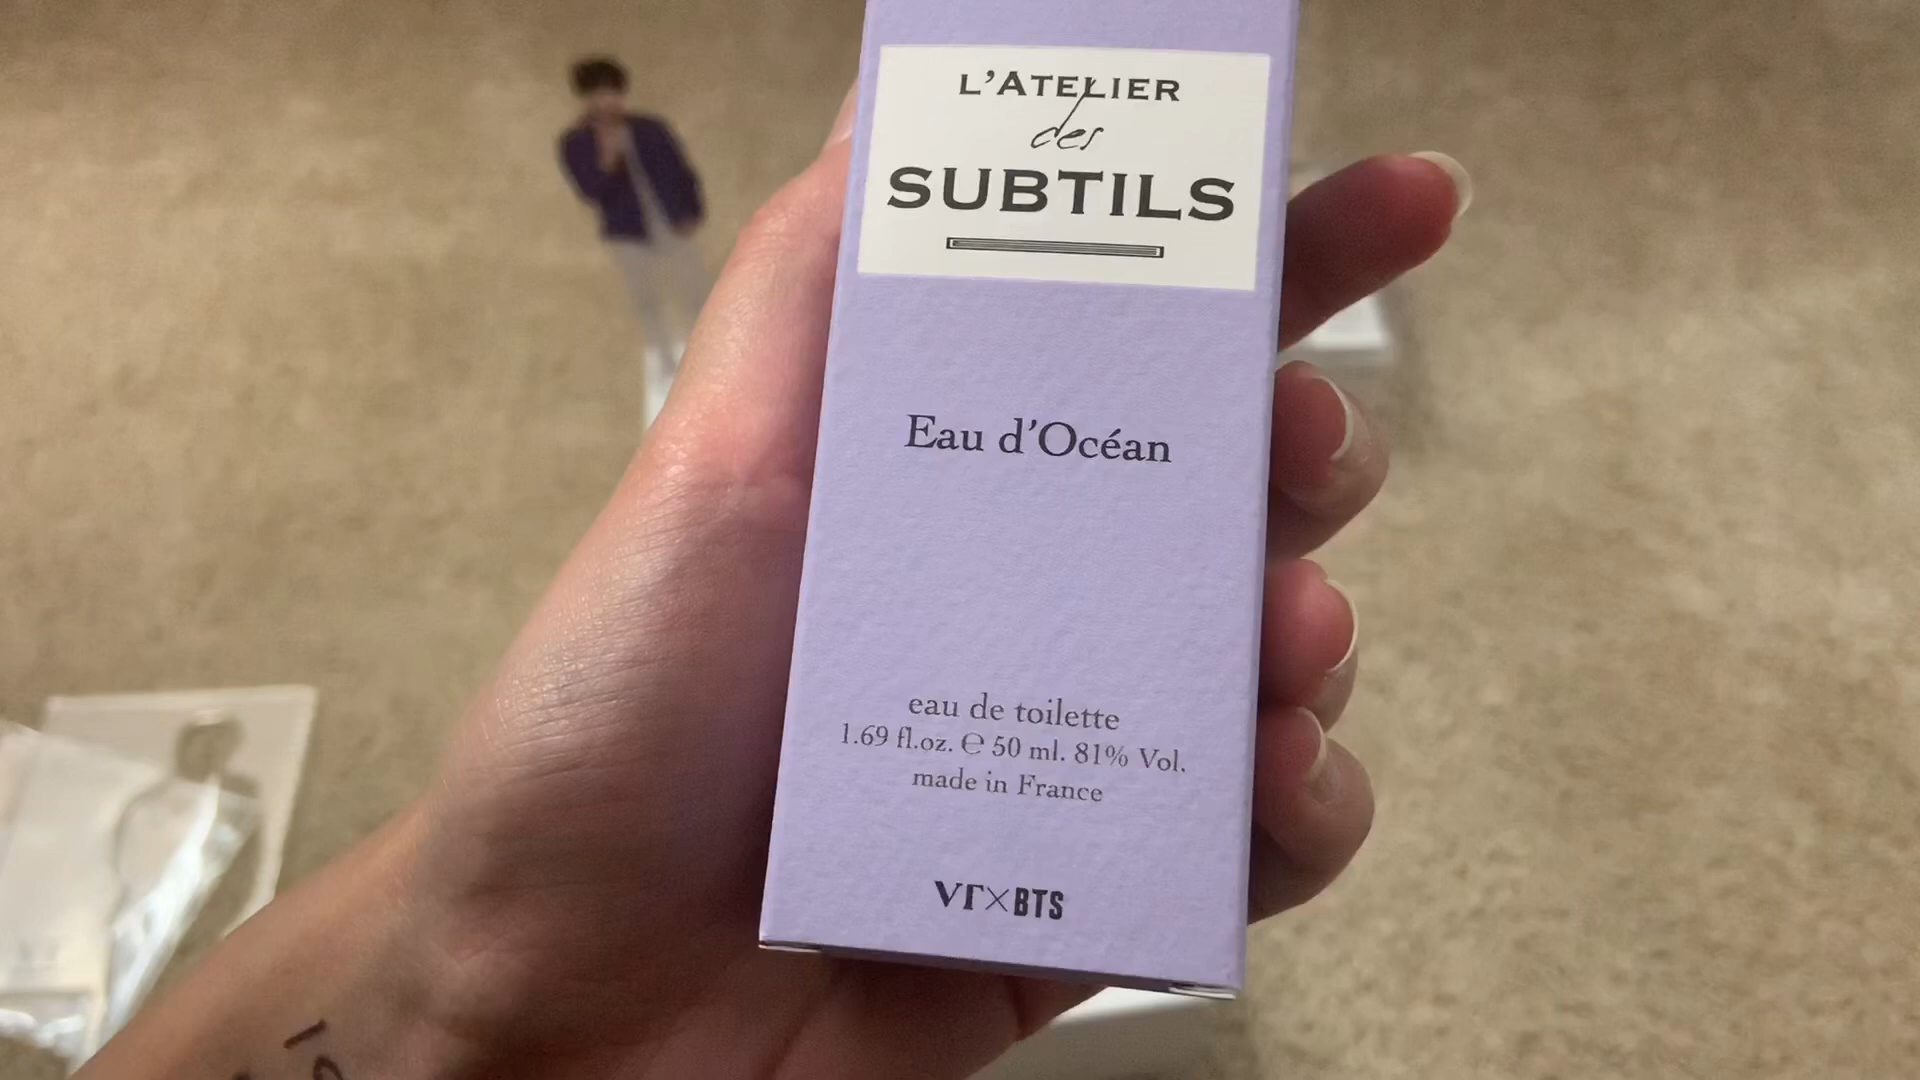 L'ATELIER
des
SUBTILS
Eau d'Océan
eau de toilette
1.69 fl.oz. ℮ 50 ml. 81% Vol.
made in France
VT×BTS